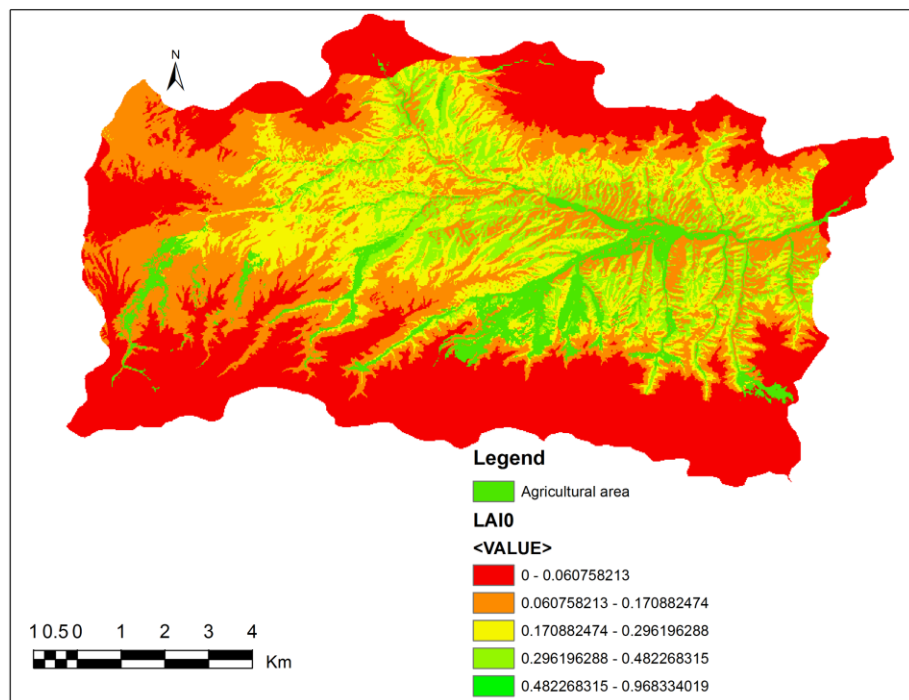 N
Legend
Agricultural area
LAI0
<VALUE>
0 - 0.060758213
0.060758213 - 0.170882474
0.170882474 - 0.296196288
0.296196288 - 0.482268315
0.482268315 - 0.968334019
1 0.5 0 1 2 3 4
Km